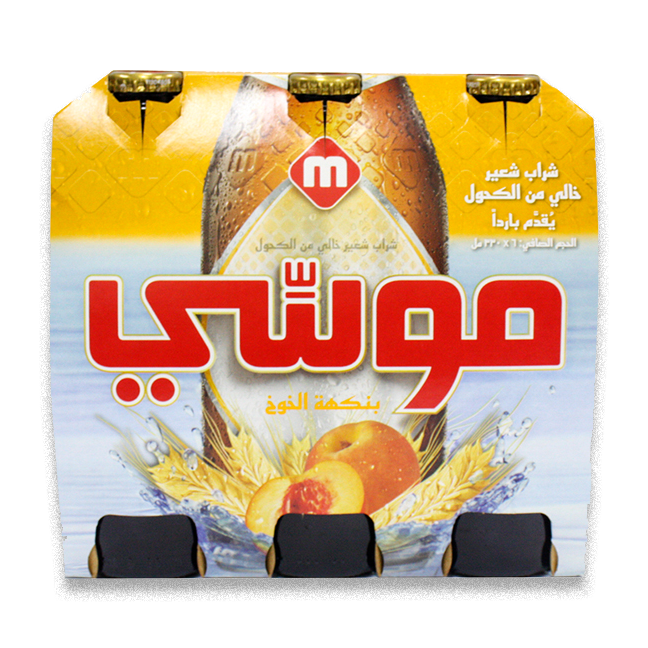 m
شراب شعير
خالي من الكحول
يُقدَّم بارداً
الحجم الصافي: ٦ x ٣٣٠ مل
شراب شعير خالي من الكحول
موسّي
بنكهة الخوخ